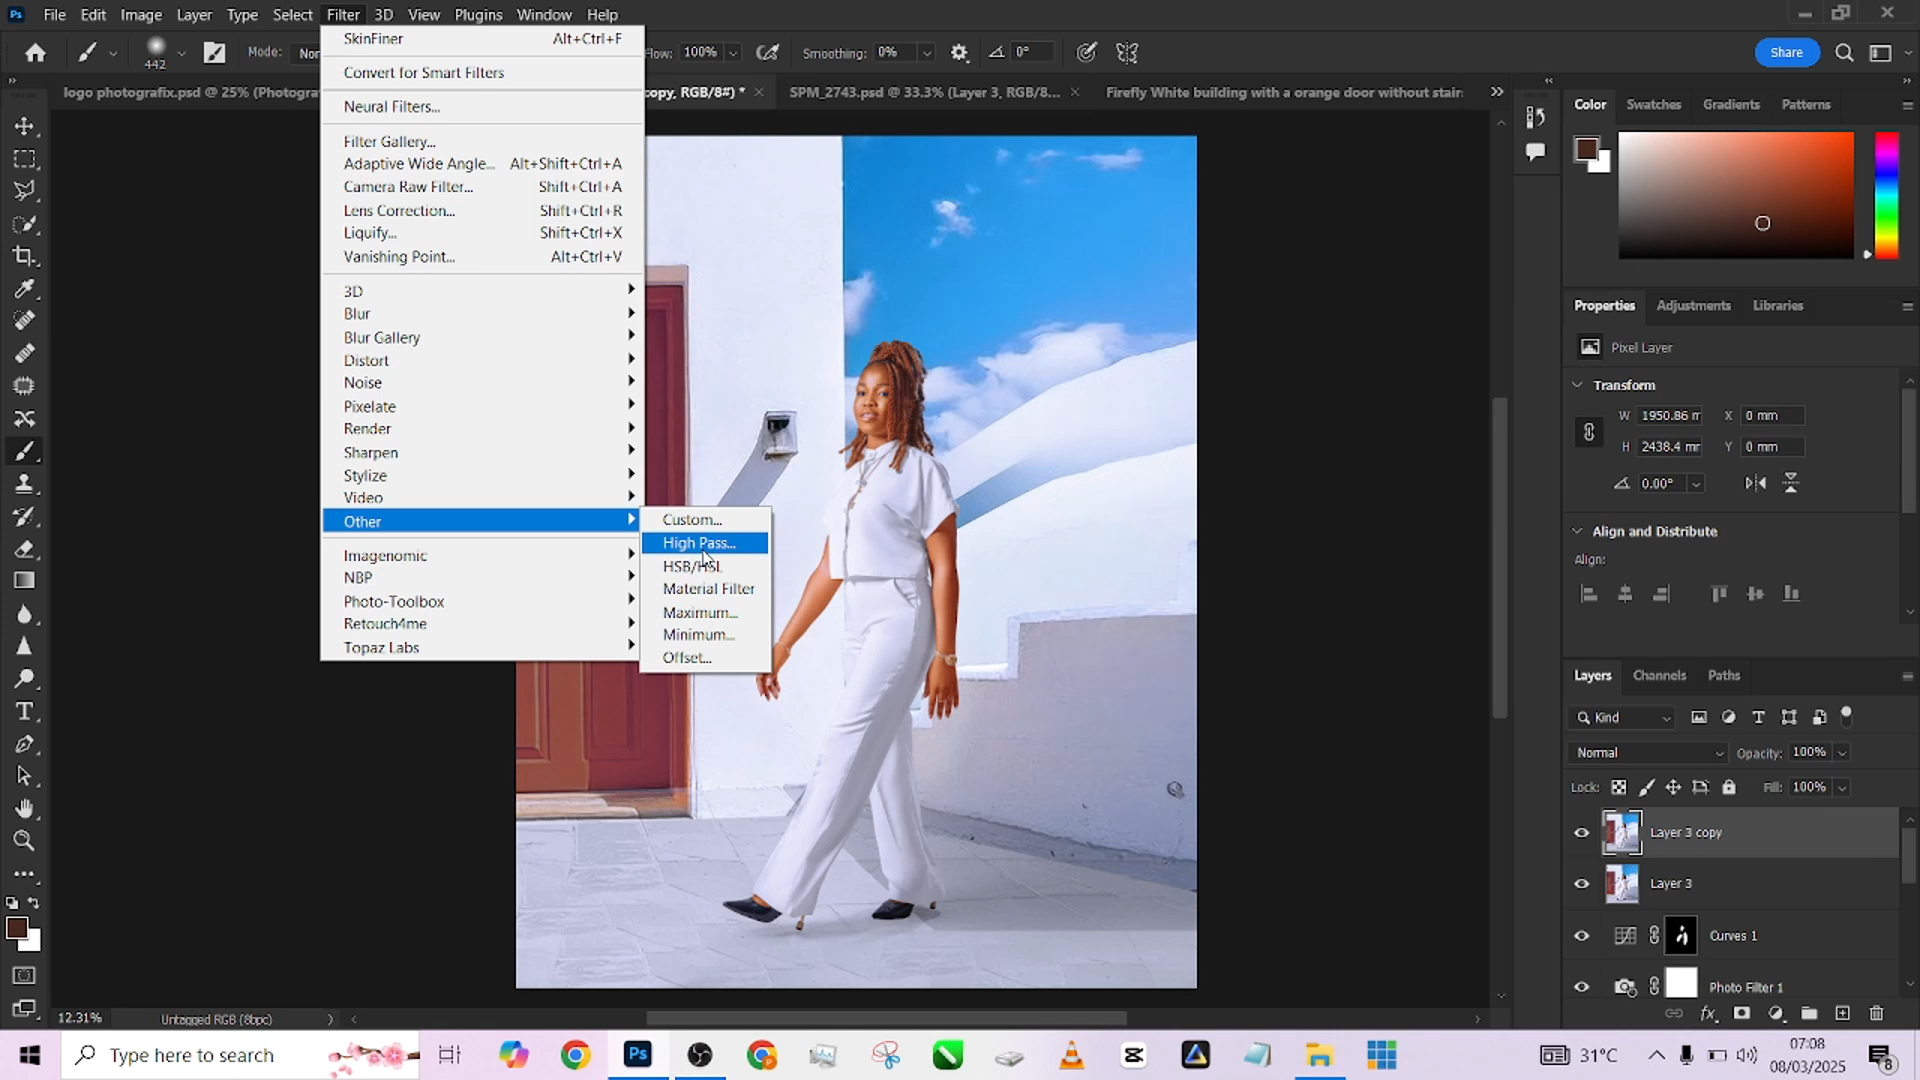 File Edit Image Layer Type Select Filter 3D View Plugins Window Help
442 Mode: Flow: 100% Smoothing: 0% 0° Share
logo photografix.psd @ 25% (Photogra copy, RGB/8#) * SPM_2743.psd @ 33.3% (Layer 3, RGB/8... Firefly White building with a orange door without stair
SkinFiner Alt+Ctrl+F
Convert for Smart Filters
Neural Filters...
Filter Gallery...
Adaptive Wide Angle... Alt+Shift+Ctrl+A
Camera Raw Filter... Shift+Ctrl+A
Lens Correction... Shift+Ctrl+R
Liquify... Shift+Ctrl+X
Vanishing Point... Alt+Ctrl+V
3D
Blur
Blur Gallery
Distort
Noise
Pixelate
Render
Sharpen
Stylize
Video
Other
Imagenomic
NBP
Photo-Toolbox
Retouch4me
Topaz Labs
Custom...
High Pass...
HSB/HSL
Material Filter
Maximum...
Minimum...
Offset...
Color Swatches Gradients Patterns
Properties Adjustments Libraries
Pixel Layer
Transform
W 1950.86 m X 0 mm
H 2438.4 mm Y 0 mm
0.00°
Align and Distribute
Align:
Layers Channels Paths
Kind
Normal Opacity: 100%
Lock: Fill: 100%
Layer 3 copy
Layer 3
Curves 1
Photo Filter 1
12.31% Untagged RGB (8bpc)
Type here to search
31°C 07:08
08/03/2025
8